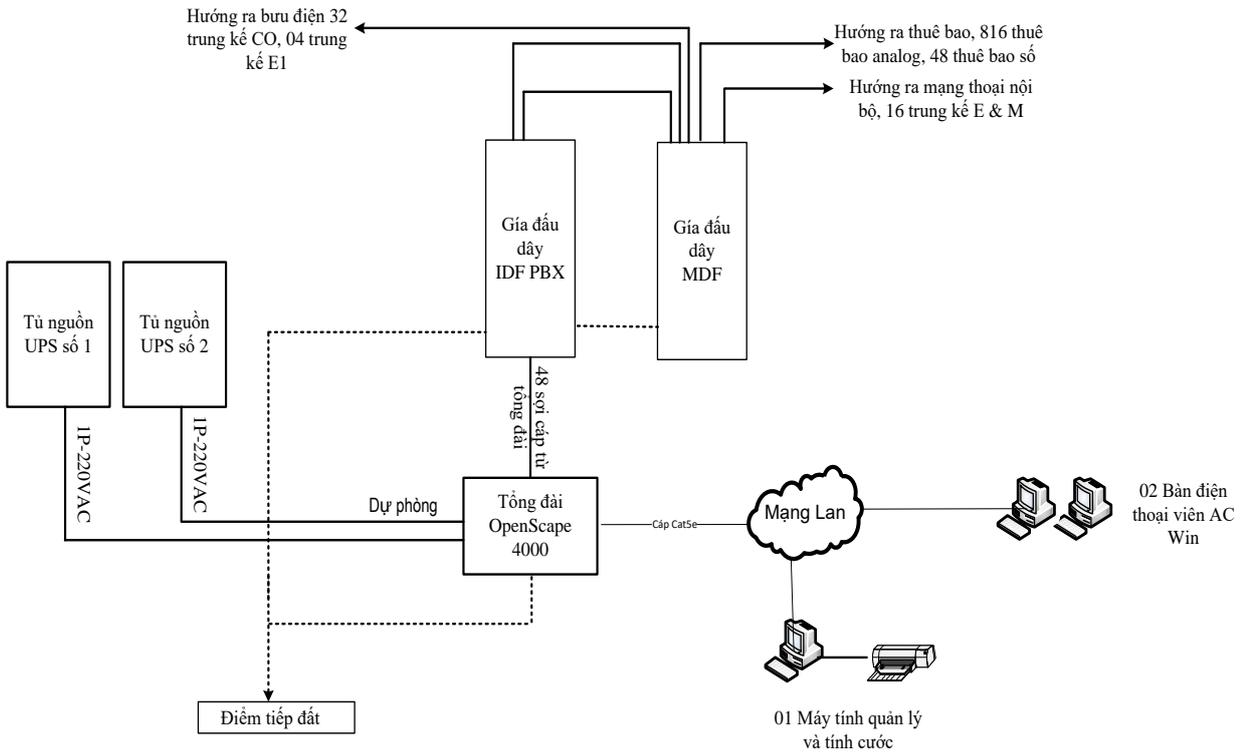 Hướng ra bưu điện 32
trung kế CO, 04 trung
kế E1
Hướng ra thuê bao, 816 thuê
bao analog, 48 thuê bao số
Hướng ra mạng thoại nội
bộ, 16 trung kế E & M
Gía đấu
dây
IDF PBX
Gía đấu
dây
MDF
Tủ nguồn
UPS số 1
Tủ nguồn
UPS số 2
1P-220VAC
1P-220VAC
48 sợi cáp từ
tổng đài
Dự phòng
Tổng đài
OpenScape
4000
Cáp Cat5e
Mạng Lan
02 Bàn điện
thoại viên AC
Win
Điểm tiếp đất
01 Máy tính quản lý
và tính cước